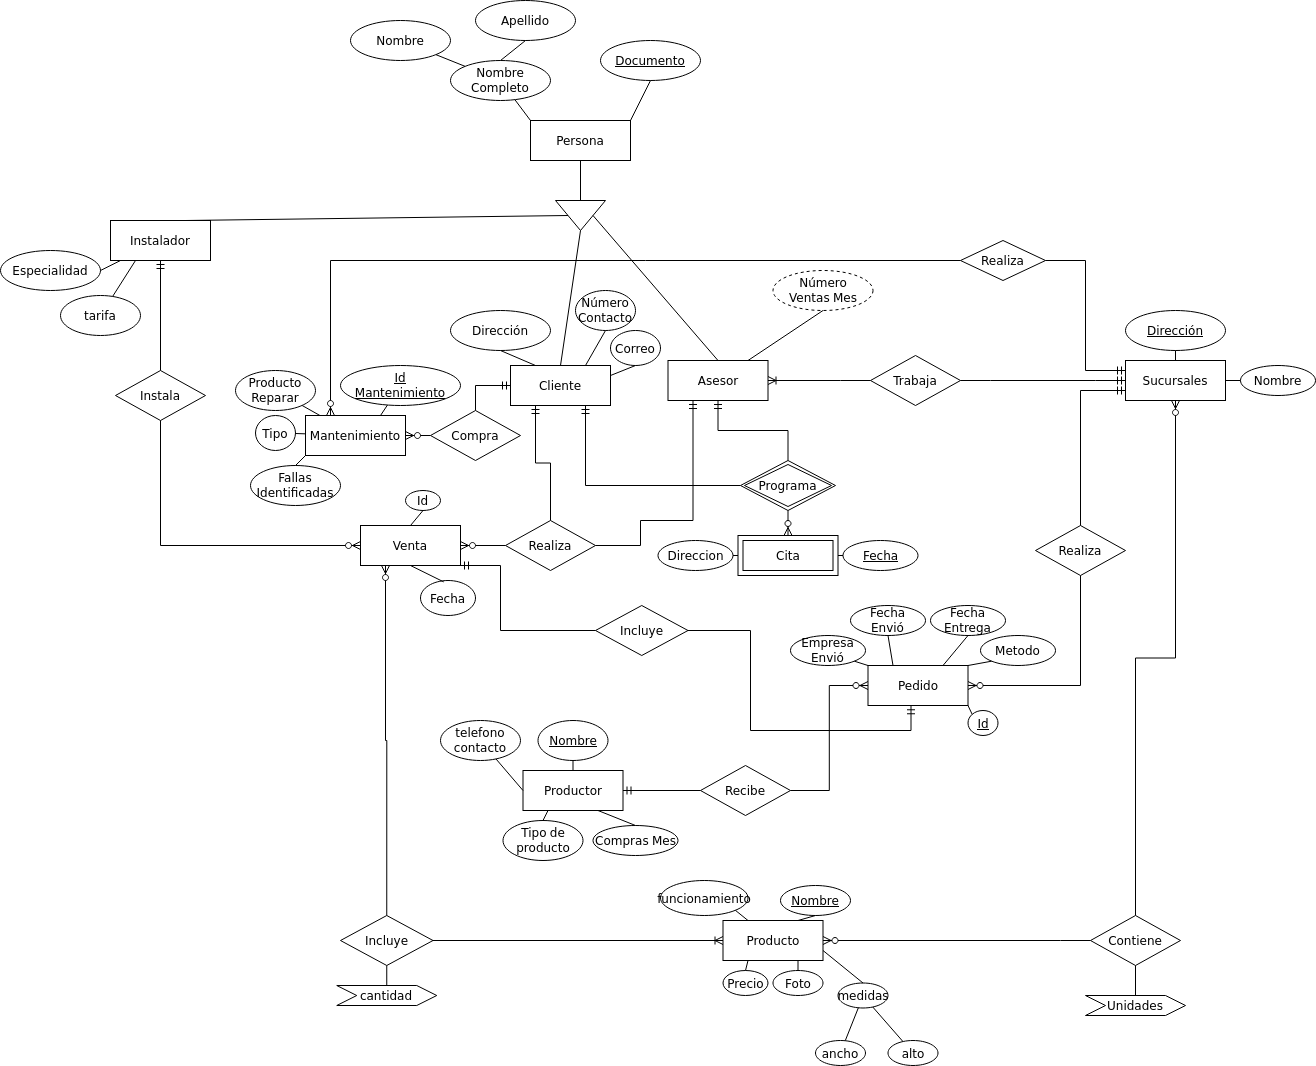 Apellido
Nombre
Nombre
Completo
Documento
Persona
Instalador
Especialidad
tarifa
Realiza
Número
Ventas Mes
Número
Contacto
Dirección
Correo
Dirección
Cliente
Asesor
Trabaja
Sucursales
Nombre
Instala
Producto
Reparar
Id
Mantenimiento
Tipo
Mantenimiento
Compra
Fallas
Identificadas
Programa
Id
Venta
Realiza
Direccion
Cita
Fecha
Realiza
Fecha
Incluye
Fecha
Envió
Fecha
Entrega
Empresa
Envió
Metodo
Pedido
Id
telefono
contacto
Nombre
Productor
Recibe
Tipo de
producto
Compras Mes
funcionamiento
Nombre
Incluye
Producto
Contiene
Precio
Foto
medidas
cantidad
Unidades
ancho
alto